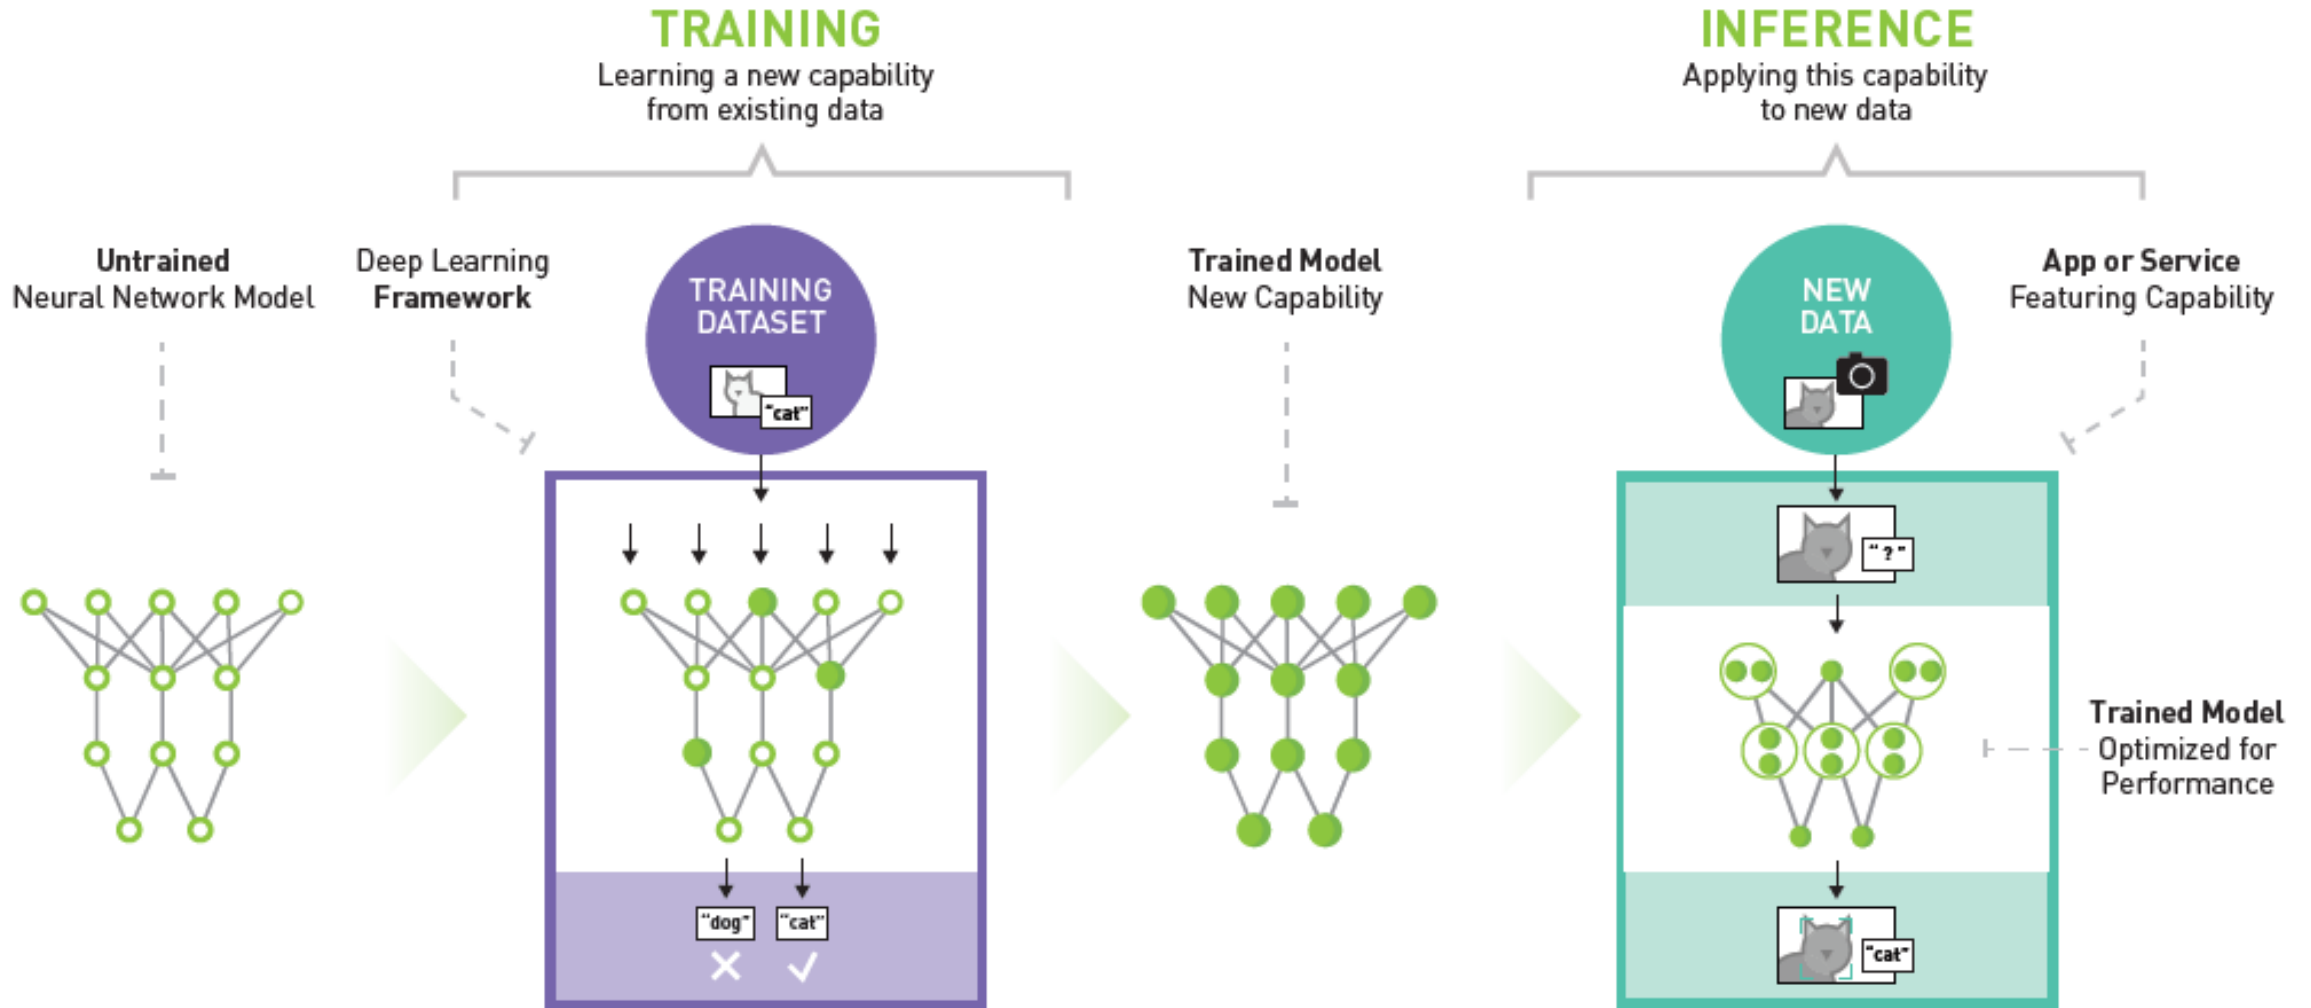 TRAINING
Learning a new capability
from existing data
INFERENCE
Applying this capability
to new data
Untrained
Neural Network Model
Deep Learning
Framework
TRAINING
DATASET
"cat"
Trained Model
New Capability
NEW
DATA
App or Service
Featuring Capability
"?"
Trained Model
Optimized for
Performance
"dog"
"cat"
"cat"